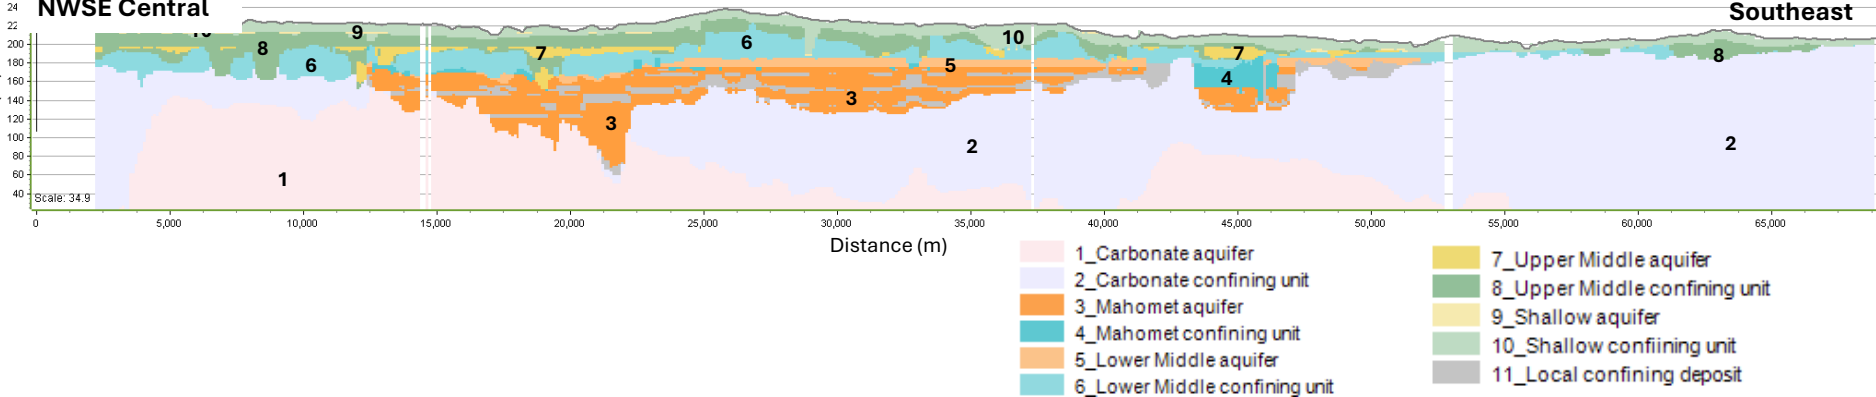 NWSE Central
Southeast
24
22
200
180
160
140
120
100
80
60
40
Scale: 34.9
9
8
6
7
6
10
5
3
3
1
2
7
4
8
2
0 5,000 10,000 15,000 20,000 25,000 30,000 35,000 40,000 45,000 50,000 55,000 60,000 65,000
Distance (m)
1_Carbonate aquifer
2_Carbonate confining unit
3_Mahomet aquifer
4_Mahomet confining unit
5_Lower Middle aquifer
6_Lower Middle confining unit
7_Upper Middle aquifer
8_Upper Middle confining unit
9_Shallow aquifer
10_Shallow confiining unit
11_Local confining deposit